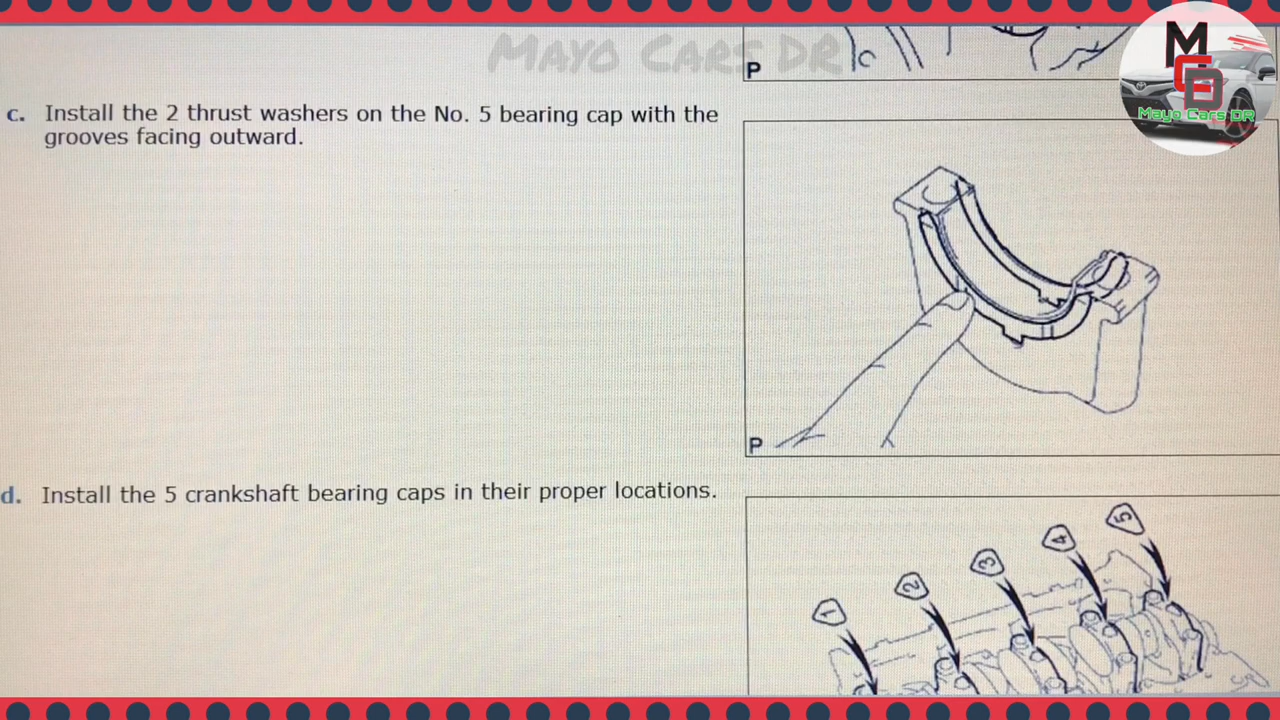 Mayo Cars DR
P
M
C
D
Mayo Cars DR
c. Install the 2 thrust washers on the No. 5 bearing cap with the
grooves facing outward.
P
d. Install the 5 crankshaft bearing caps in their proper locations.
1
2
3
4
5